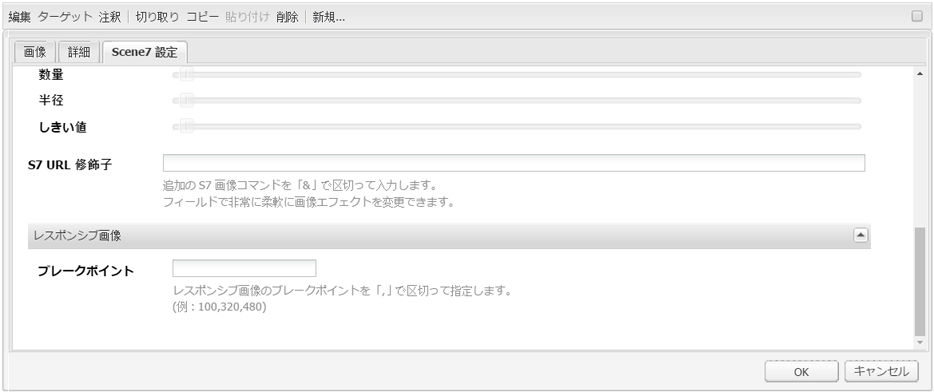 編集 ターゲット 注釈 切り取り コピー 貼り付け 削除 新規...
画像 詳細 Scene7 設定
数量
半径
しきい値
S7 URL 修飾子
追加の S7 画像コマンドを「&」で区切って入力します。
フィールドで非常に柔軟に画像エフェクトを変更できます。
レスポンシブ画像
ブレークポイント
レスポンシブ画像のブレークポイントを「,」で区切って指定します。
(例 : 100,320,480)
OK キャンセル